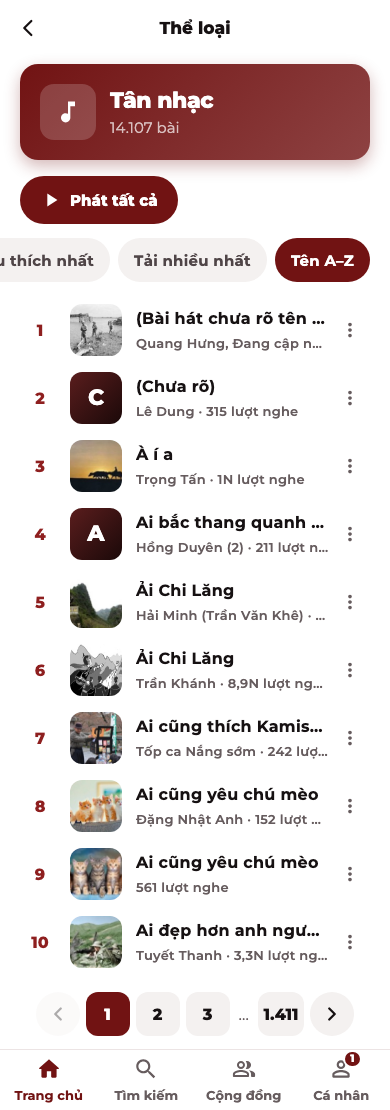 Thể loại
Tân nhạc
14.107 bài
Phát tất cả
u thích nhất
Tải nhiều nhất
Tên A–Z
1
(Bài hát chưa rõ tên ...
Quang Hưng, Đang cập n...
2
C
(Chưa rõ)
Lê Dung · 315 lượt nghe
3
À í a
Trọng Tấn · 1N lượt nghe
4
A
Ai bắc thang quanh ...
Hồng Duyên (2) · 211 lượt n...
5
Ải Chi Lăng
Hải Minh (Trần Văn Khê) · ...
6
Ải Chi Lăng
Trần Khánh · 8,9N lượt ng...
7
Ai cũng thích Kamis...
Tốp ca Nắng sớm · 242 lượ...
8
Ai cũng yêu chú mèo
Đặng Nhật Anh · 152 lượt ...
9
Ai cũng yêu chú mèo
561 lượt nghe
10
Ai đẹp hơn anh ngư...
Tuyết Thanh · 3,3N lượt ng...
1
2
3
...
1.411
1
Trang chủ
Tìm kiếm
Cộng đồng
Cá nhân